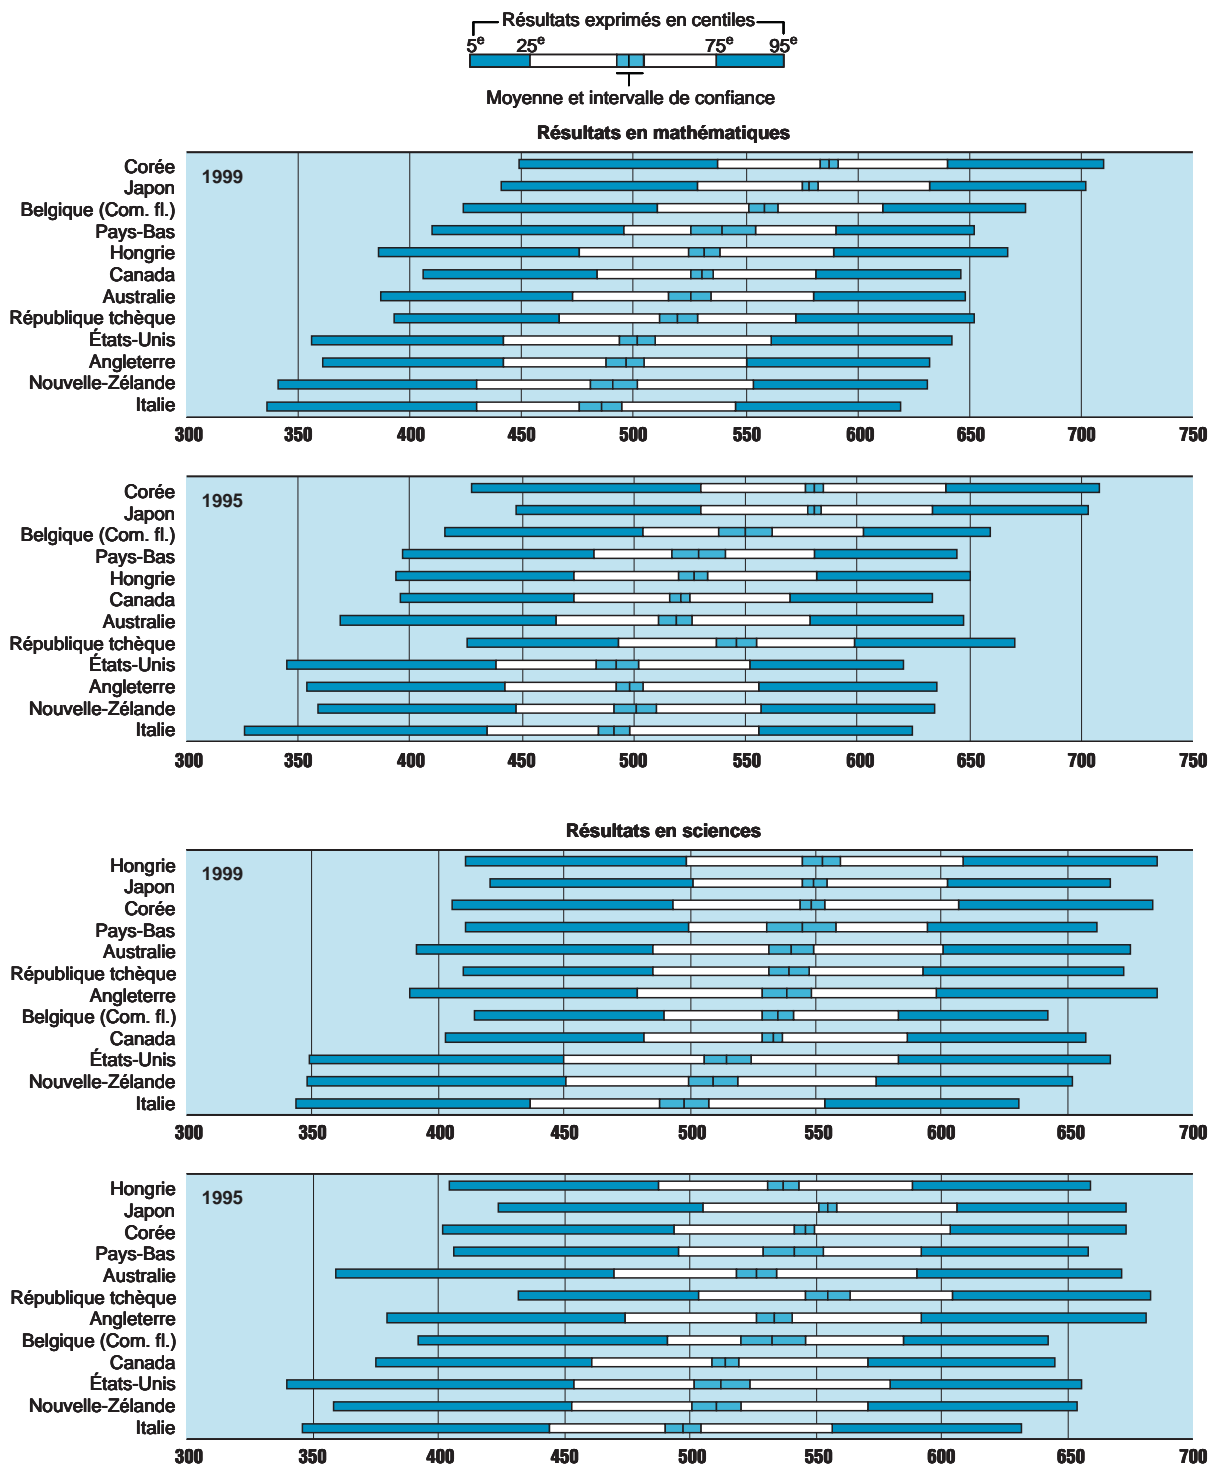 Résultats exprimés en centiles
5e 25e 75e 95e
Moyenne et intervalle de confiance
Résultats en mathématiques
1999
Corée
Japon
Belgique (Com. fl.)
Pays-Bas
Hongrie
Canada
Australie
République tchèque
États-Unis
Angleterre
Nouvelle-Zélande
Italie
300 350 400 450 500 550 600 650 700 750
1995
Corée
Japon
Belgique (Com. fl.)
Pays-Bas
Hongrie
Canada
Australie
République tchèque
États-Unis
Angleterre
Nouvelle-Zélande
Italie
300 350 400 450 500 550 600 650 700 750
Résultats en sciences
1999
Hongrie
Japon
Corée
Pays-Bas
Australie
République tchèque
Angleterre
Belgique (Com. fl.)
Canada
États-Unis
Nouvelle-Zélande
Italie
300 350 400 450 500 550 600 650 700
1995
Hongrie
Japon
Corée
Pays-Bas
Australie
République tchèque
Angleterre
Belgique (Com. fl.)
Canada
États-Unis
Nouvelle-Zélande
Italie
300 350 400 450 500 550 600 650 700